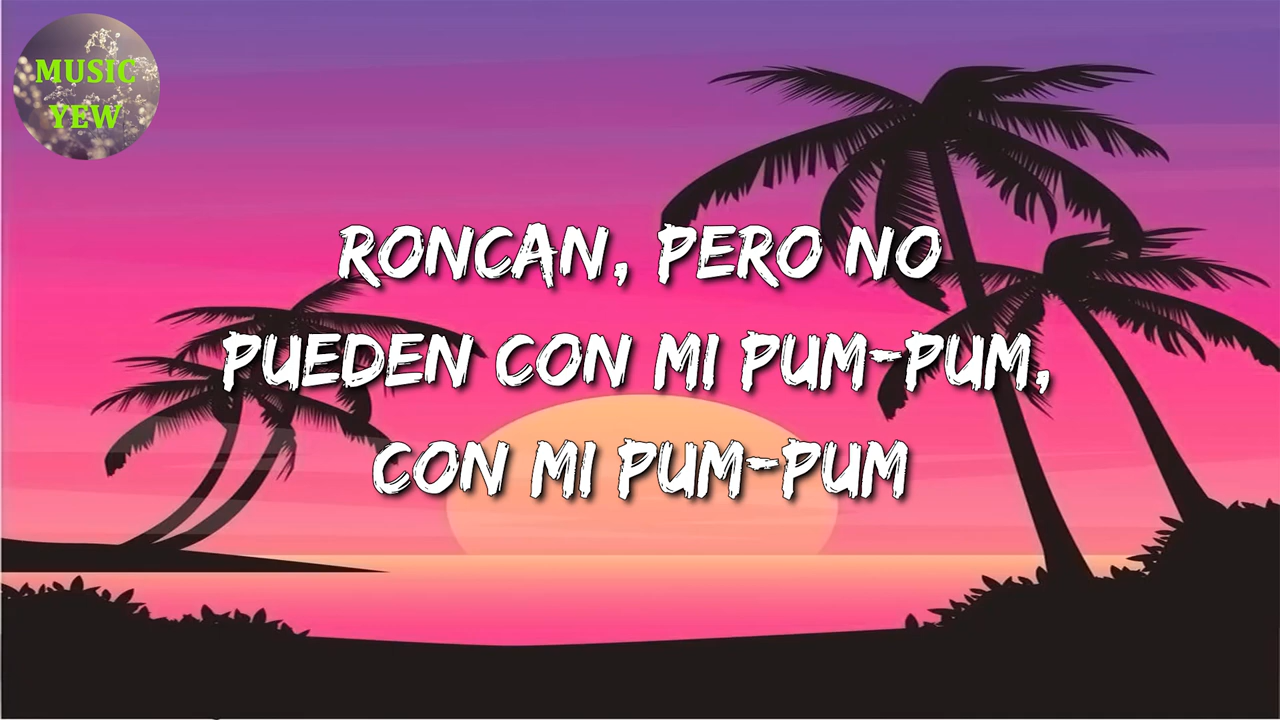 MUSIC
YEW
RONCAN, PERO NO
PUEDEN CON MI PUM-PUM,
CON MI PUM-PUM